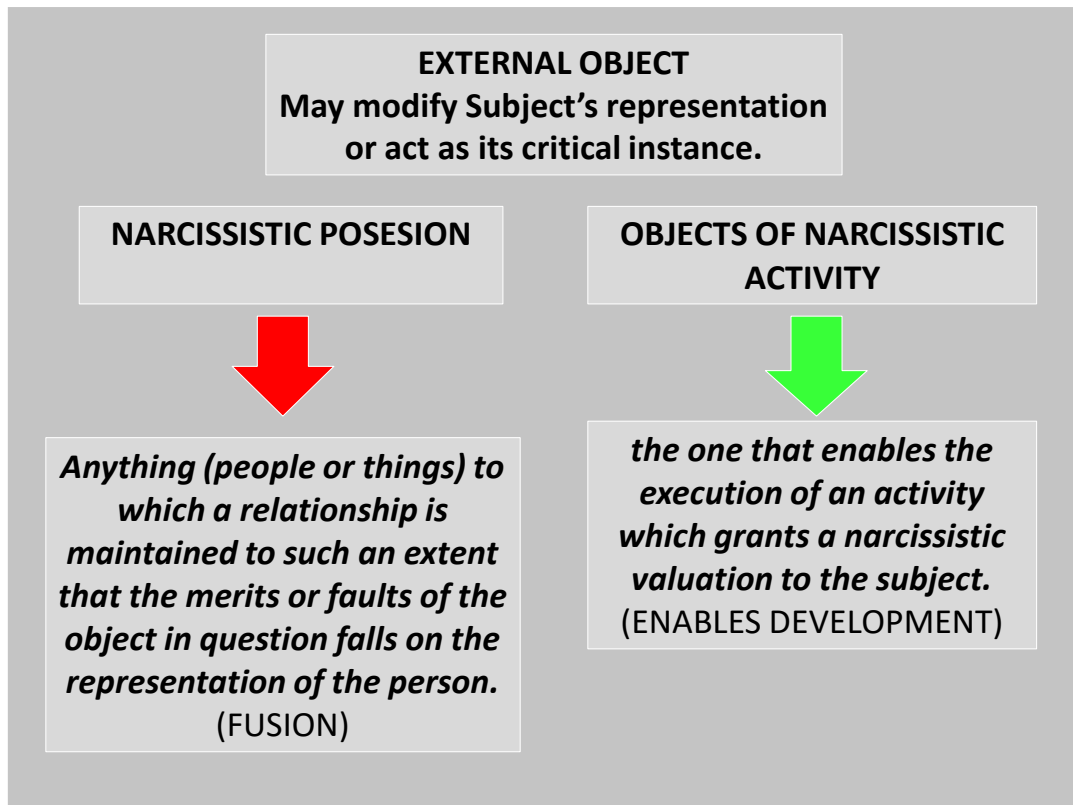 EXTERNAL OBJECT
May modify Subject’s representation
or act as its critical instance.
NARCISSISTIC POSESION
OBJECTS OF NARCISSISTIC
ACTIVITY
Anything (people or things) to
which a relationship is
maintained to such an extent
that the merits or faults of the
object in question falls on the
representation of the person.
(FUSION)
the one that enables the
execution of an activity
which grants a narcissistic
valuation to the subject.
(ENABLES DEVELOPMENT)